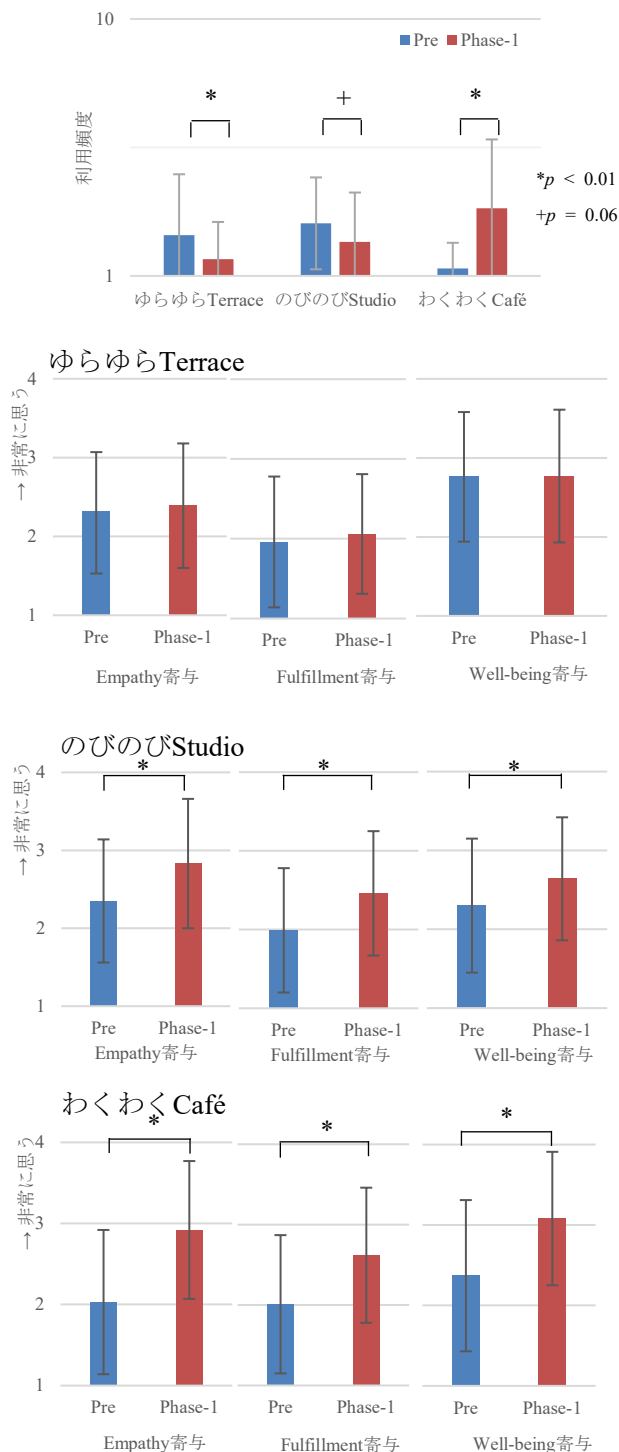 10
Pre Phase-1
* + *
利用頻度
*p < 0.01
+p = 0.06
1
ゆらゆらTerrace のびのびStudio わくわくCafé
ゆらゆらTerrace
→ 非常に思う
4
3
2
1
Pre Phase-1 Pre Phase-1 Pre Phase-1
Empathy寄与 Fulfillment寄与 Well-being寄与
のびのびStudio
→ 非常に思う
* * *
4
3
2
1
Pre Phase-1 Pre Phase-1 Pre Phase-1
Empathy寄与 Fulfillment寄与 Well-being寄与
わくわくCafé
→ 非常に思う
* * *
4
3
2
1
Pre Phase-1 Pre Phase-1 Pre Phase-1
Empathy寄与 Fulfillment寄与 Well-being寄与